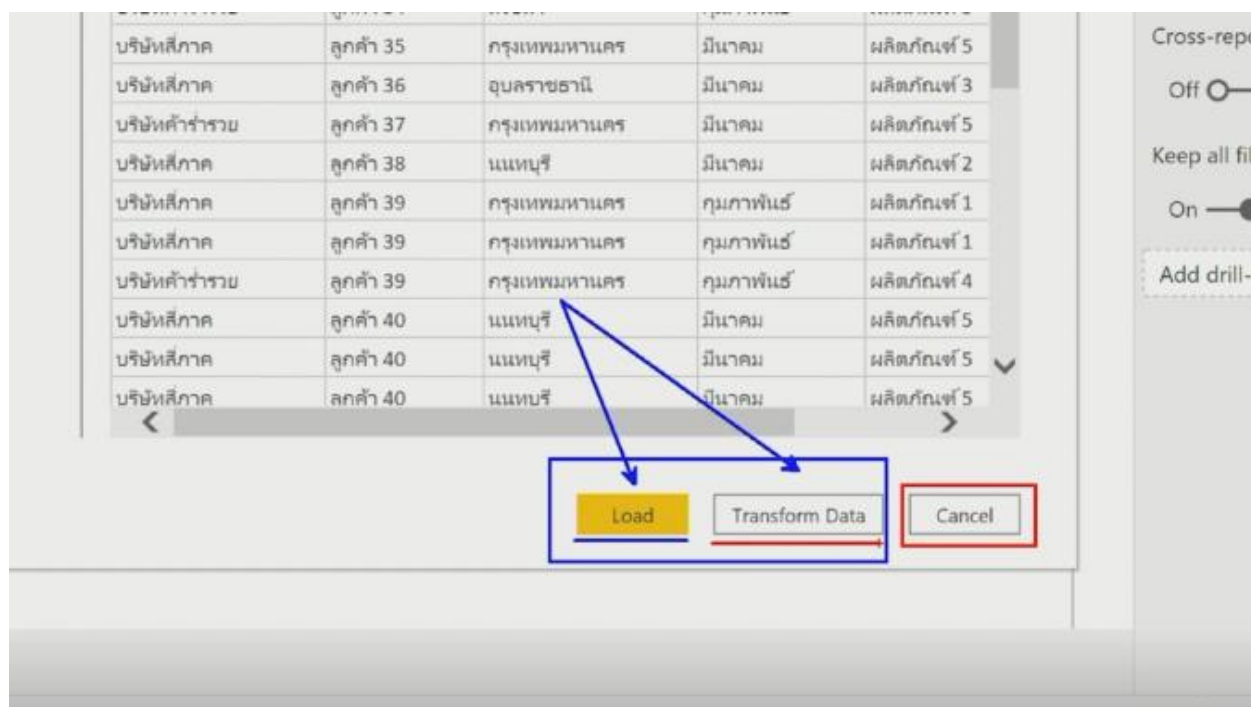 บริษัทสี่ภาค ลูกค้า 35 กรุงเทพมหานคร มีนาคม ผลิตภัณฑ์ 5
บริษัทสี่ภาค ลูกค้า 36 อุบลราชธานี มีนาคม ผลิตภัณฑ์ 3
บริษัทค้าร่ำรวย ลูกค้า 37 กรุงเทพมหานคร มีนาคม ผลิตภัณฑ์ 5
บริษัทสี่ภาค ลูกค้า 38 นนทบุรี มีนาคม ผลิตภัณฑ์ 2
บริษัทสี่ภาค ลูกค้า 39 กรุงเทพมหานคร กุมภาพันธ์ ผลิตภัณฑ์ 1
บริษัทสี่ภาค ลูกค้า 39 กรุงเทพมหานคร กุมภาพันธ์ ผลิตภัณฑ์ 1
บริษัทค้าร่ำรวย ลูกค้า 39 กรุงเทพมหานคร กุมภาพันธ์ ผลิตภัณฑ์ 4
บริษัทสี่ภาค ลูกค้า 40 นนทบุรี มีนาคม ผลิตภัณฑ์ 5
บริษัทสี่ภาค ลูกค้า 40 นนทบุรี มีนาคม ผลิตภัณฑ์ 5
บริษัทสี่ภาค ลูกค้า 40 นนทบุรี มีนาคม ผลิตภัณฑ์ 5
Load Transform Data Cancel
Cross-repo
Off
Keep all fil
On
Add drill-